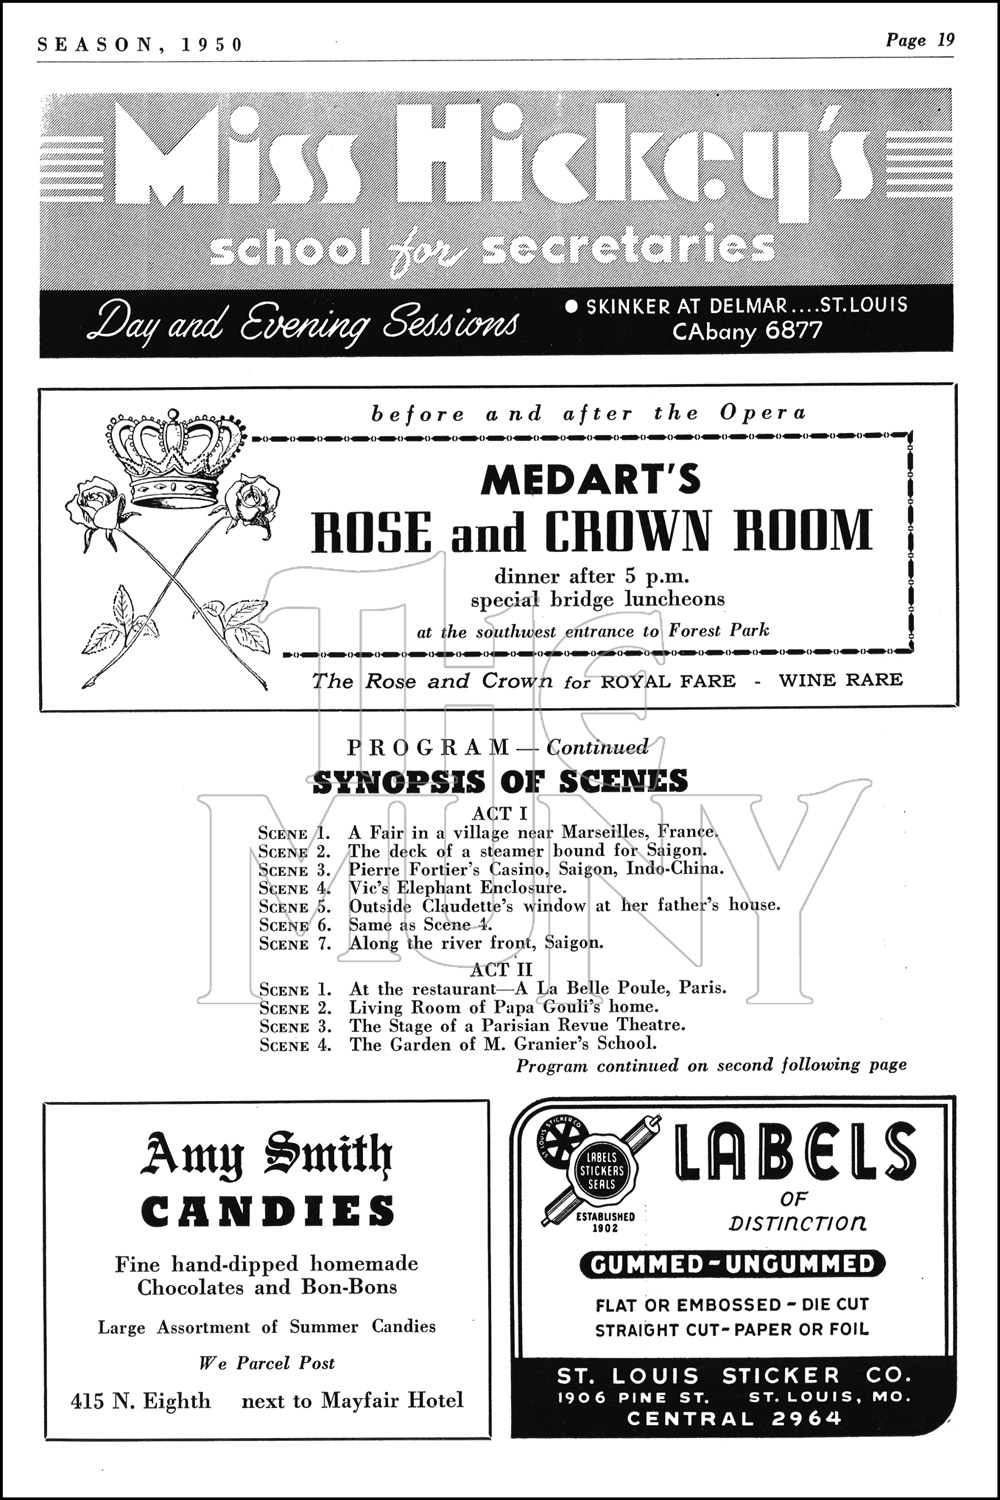 SEASON, 1950
Page 19
Miss Hickey's
school for secretaries
Day and Evening Sessions
● SKINKER AT DELMAR....ST. LOUIS
CAbany 6877
before and after the Opera
MEDART'S
ROSE and CROWN ROOM
dinner after 5 p.m.
special bridge luncheons
at the southwest entrance to Forest Park
The Rose and Crown for ROYAL FARE - WINE RARE
PROGRAM — Continued
SYNOPSIS OF SCENES
ACT I
SCENE 1. A Fair in a village near Marseilles, France.
SCENE 2. The deck of a steamer bound for Saigon.
SCENE 3. Pierre Fortier's Casino, Saigon, Indo-China.
SCENE 4. Vic's Elephant Enclosure.
SCENE 5. Outside Claudette's window at her father's house.
SCENE 6. Same as Scene 4.
SCENE 7. Along the river front, Saigon.
ACT II
SCENE 1. At the restaurant—A La Belle Poule, Paris.
SCENE 2. Living Room of Papa Gouli's home.
SCENE 3. The Stage of a Parisian Revue Theatre.
SCENE 4. The Garden of M. Granier's School.
Program continued on second following page
THE
MUNY
Amy Smith
CANDIES
Fine hand-dipped homemade
Chocolates and Bon-Bons
Large Assortment of Summer Candies
We Parcel Post
415 N. Eighth next to Mayfair Hotel
ST. LOUIS STICKER CO
LABELS
STICKERS
SEALS
ESTABLISHED
1902
LABELS
OF
DISTINCTION
GUMMED-UNGUMMED
FLAT OR EMBOSSED - DIE CUT
STRAIGHT CUT - PAPER OR FOIL
ST. LOUIS STICKER CO.
1906 PINE ST. ST. LOUIS, MO.
CENTRAL 2964